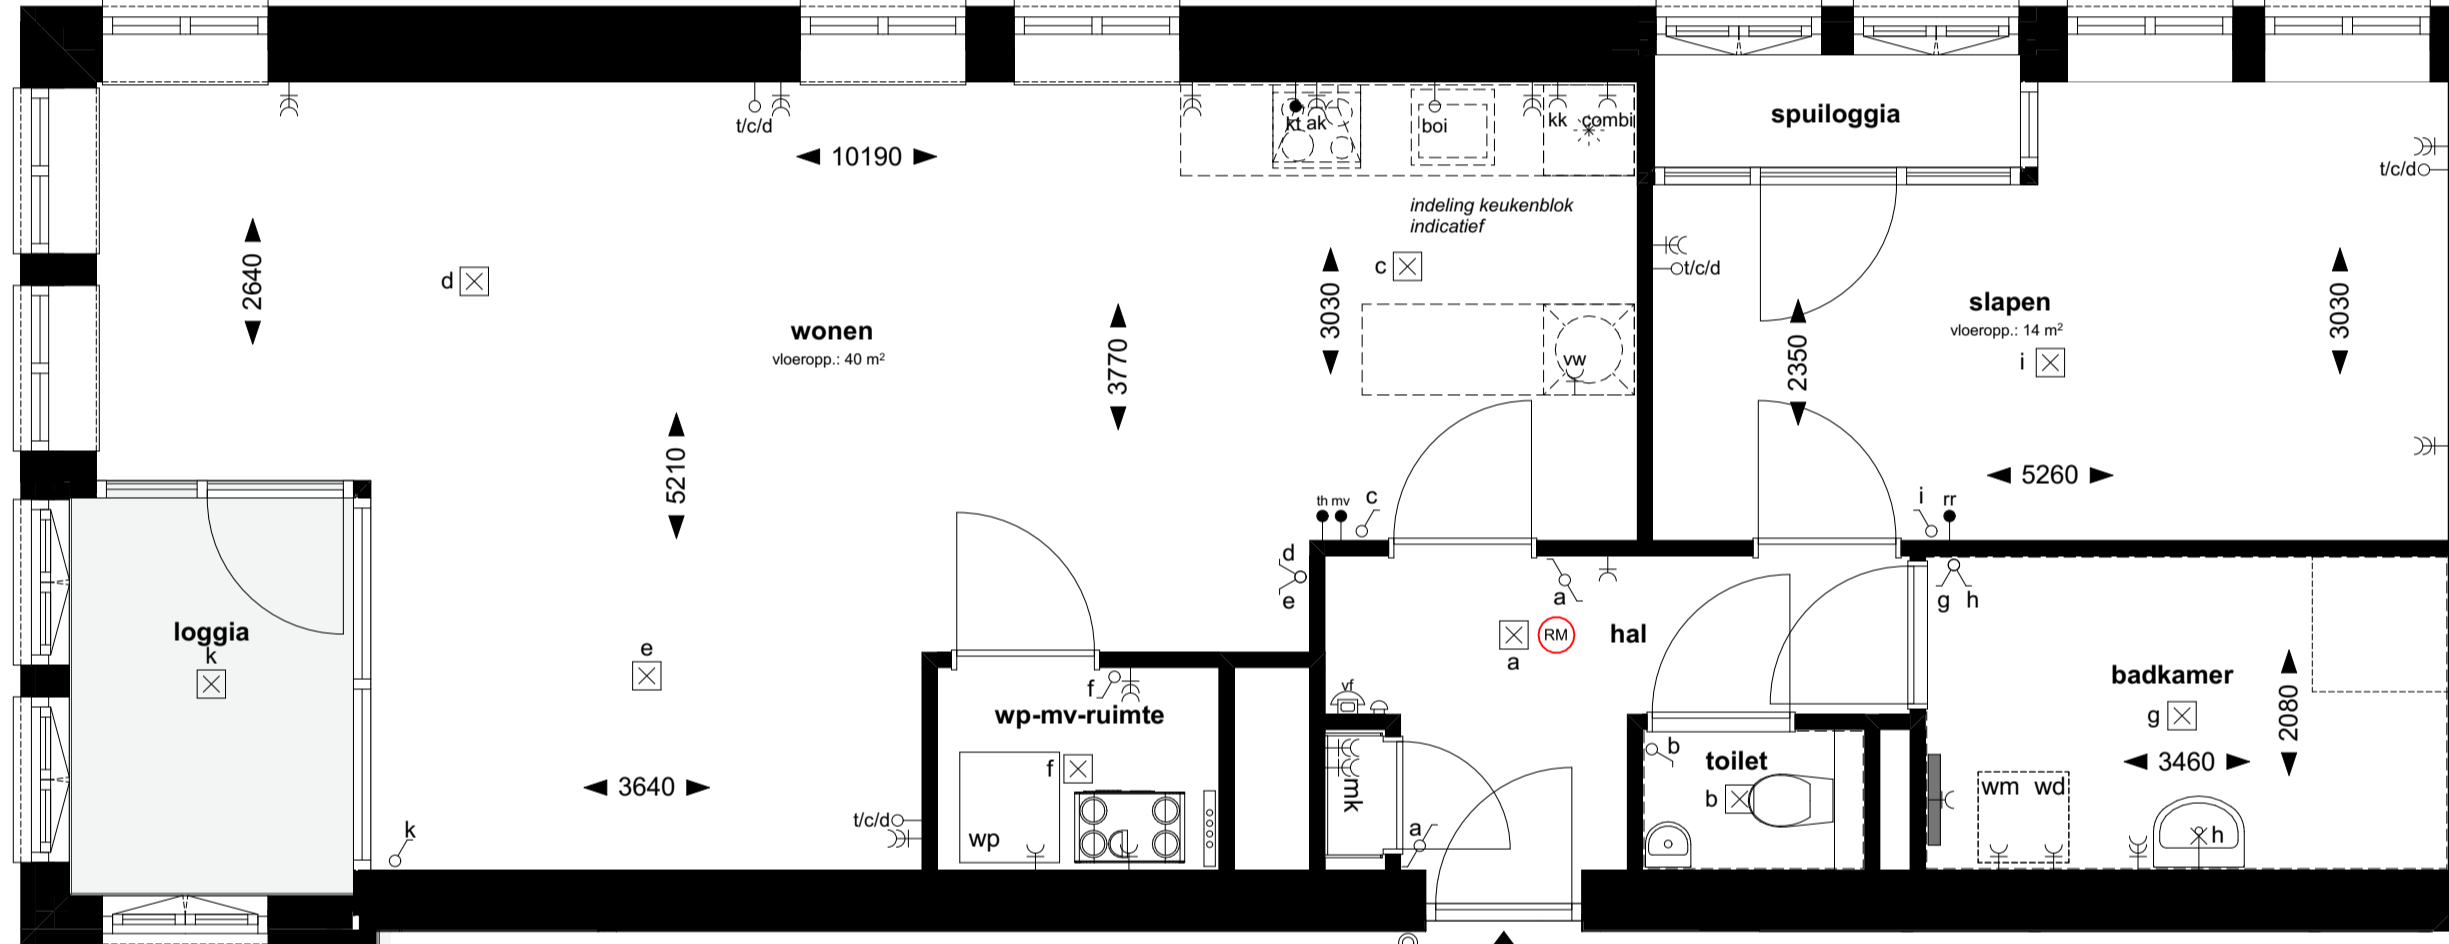 t/c/d
10190
kt ak
boi
kk combi
spuiloggia
t/c/d
indeling keukenblok
indicatief
2640
d
c
3030
t/c/d
slapen
vloeropp.: 14 m²
3030
wonen
vloeropp.: 40 m²
3770
vw
2350
i
5210
5260
th mv
c
i
rr
d
e
a
g h
loggia
k
e
a
RM
hal
f
vf
badkamer
g
2080
wp-mv-ruimte
f
b
toilet
b
3460
3640
mk
wm wd
t/c/d
k
wp
a
h